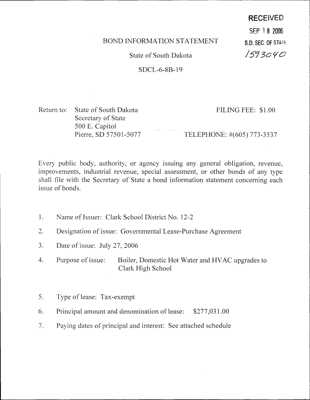 RECEIVED
SEP 18 2006
S.D. SEC OF STATE
1593040
BOND INFORMATION STATEMENT
State of South Dakota
SDCL-6-8B-19
Return to: State of South Dakota FILING FEE: $1.00
Secretary of State
500 E. Capitol
Pierre, SD 57501-5077 TELEPHONE: #(605) 773-3537
Every public body, authority, or agency issuing any general obligation, revenue,
improvements, industrial revenue, special assessment, or other bonds of any type
shall file with the Secretary of State a bond information statement concerning each
issue of bonds.
1. Name of Issuer: Clark School District No. 12-2
2. Designation of issue: Governmental Lease-Purchase Agreement
3. Date of issue: July 27, 2006
4. Purpose of issue: Boiler, Domestic Hot Water and HVAC upgrades to
Clark High School
5. Type of lease: Tax-exempt
6. Principal amount and denomination of lease: $277,031.00
7. Paying dates of principal and interest: See attached schedule